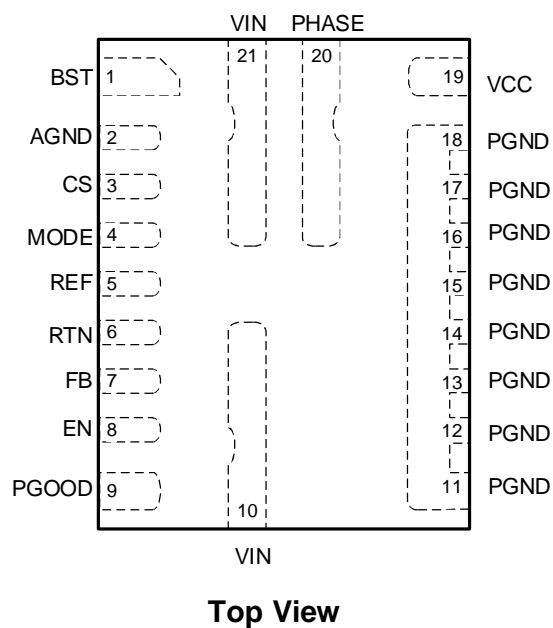 VIN PHASE
21 20
BST 1 19 VCC
AGND 2 18 PGND
CS 3 17 PGND
MODE 4 16 PGND
REF 5 15 PGND
RTN 6 14 PGND
FB 7 13 PGND
EN 8 12 PGND
PGOOD 9 11 PGND
10
VIN
Top View